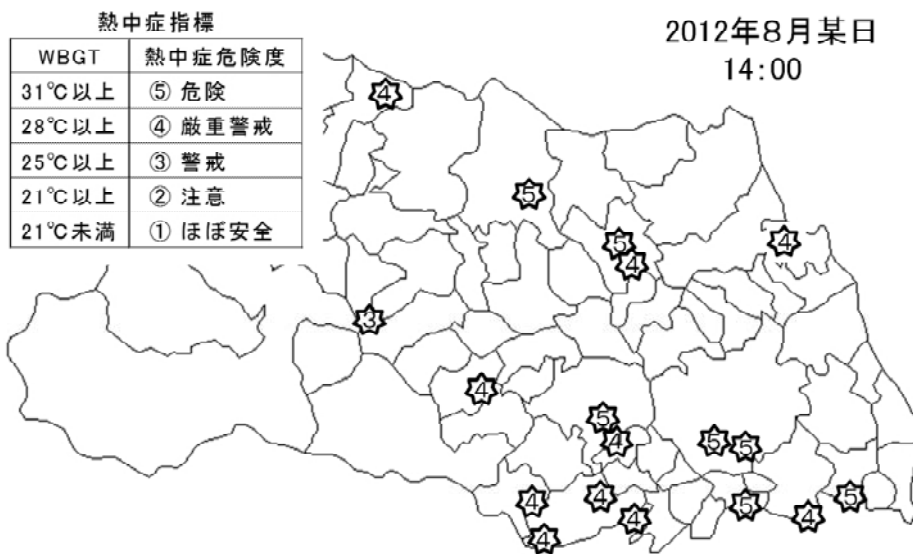 熱中症指標
WBGT 熱中症危険度
31℃以上 ⑤ 危険
28℃以上 ④ 厳重警戒
25℃以上 ③ 警戒
21℃以上 ② 注意
21℃未満 ① ほぼ安全
2012年8月某日
14:00
4
5
5
4
4
3
4
5
4
5
5
4
4
5
5
4
4
4